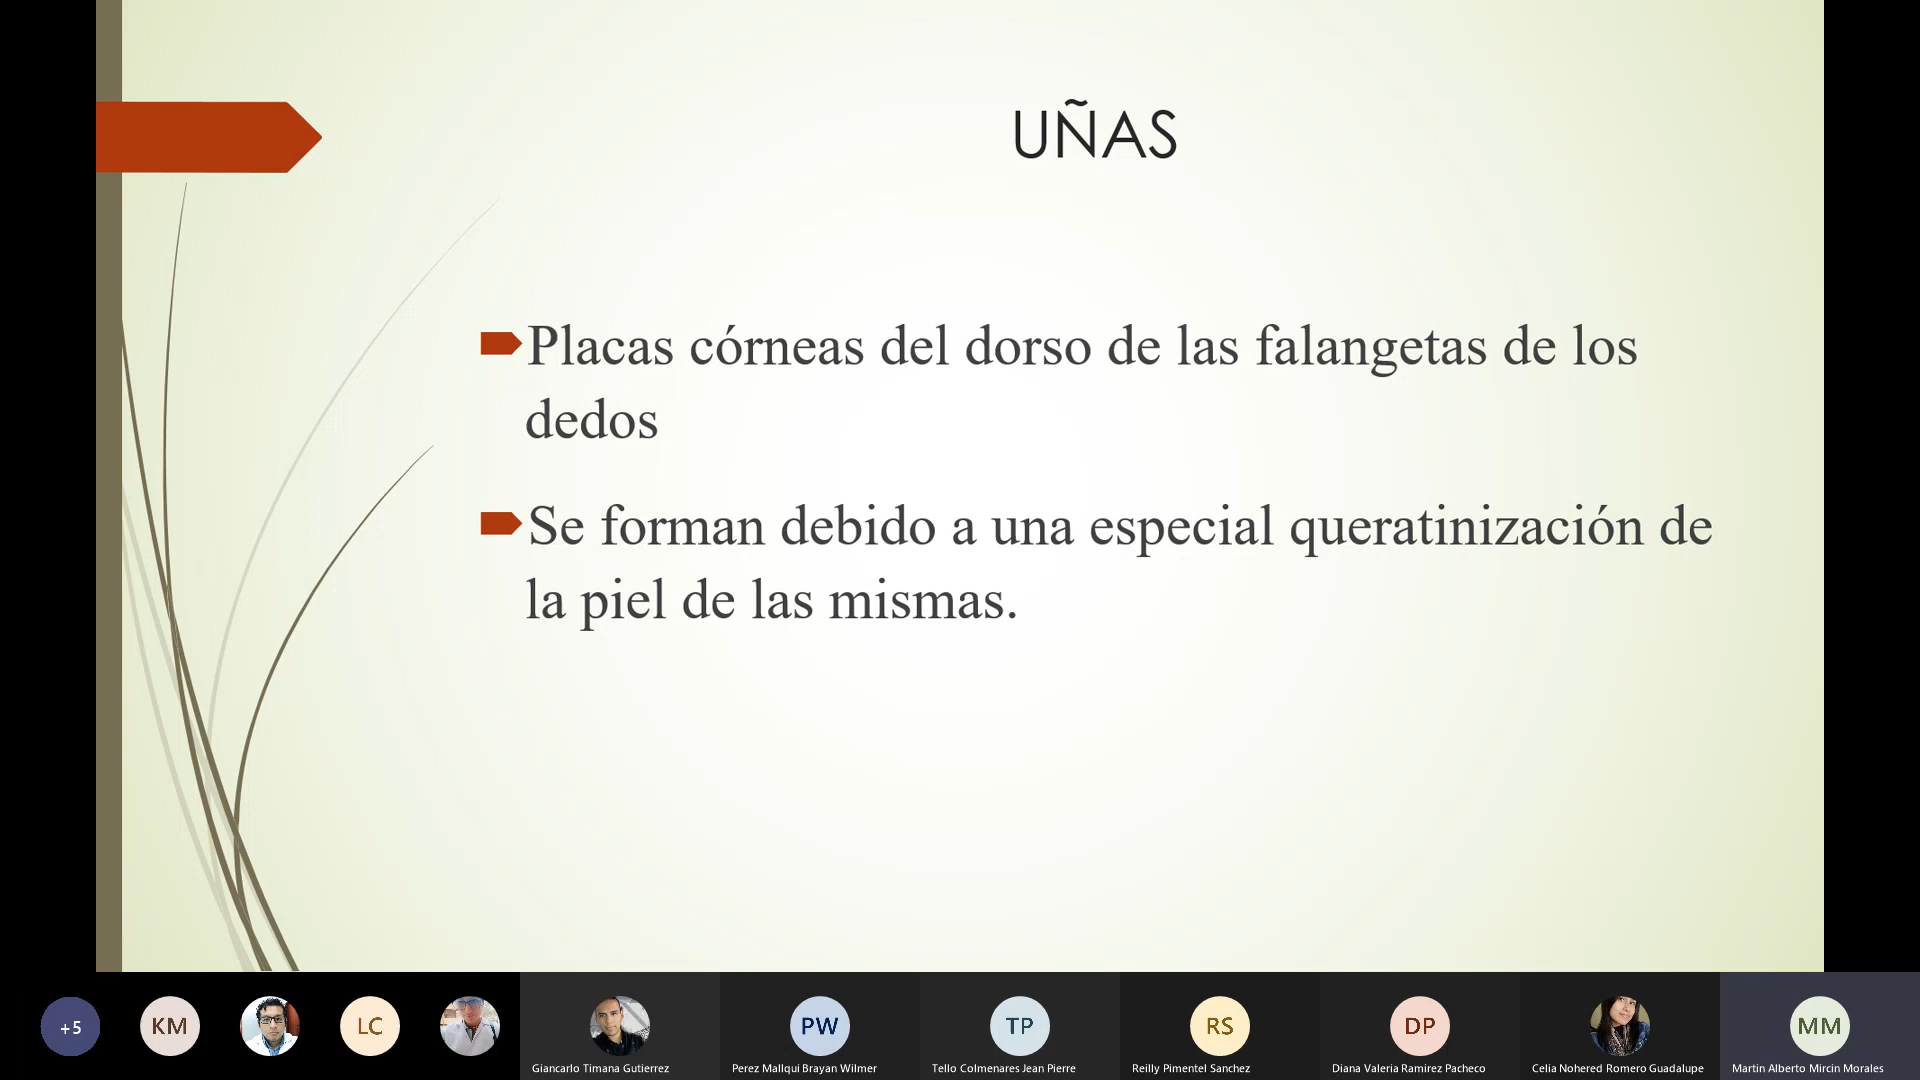 UÑAS
Placas córneas del dorso de las falangetas de los
dedos
Se forman debido a una especial queratinización de
la piel de las mismas.
+5
KM
LC
PW
TP
RS
DP
MM
Giancarlo Timana Gutierrez
Perez Mallqui Brayan Wilmer
Tello Colmenares Jean Pierre
Reilly Pimentel Sanchez
Diana Valeria Ramirez Pacheco
Celia Nohered Romero Guadalupe
Martin Alberto Mircin Morales